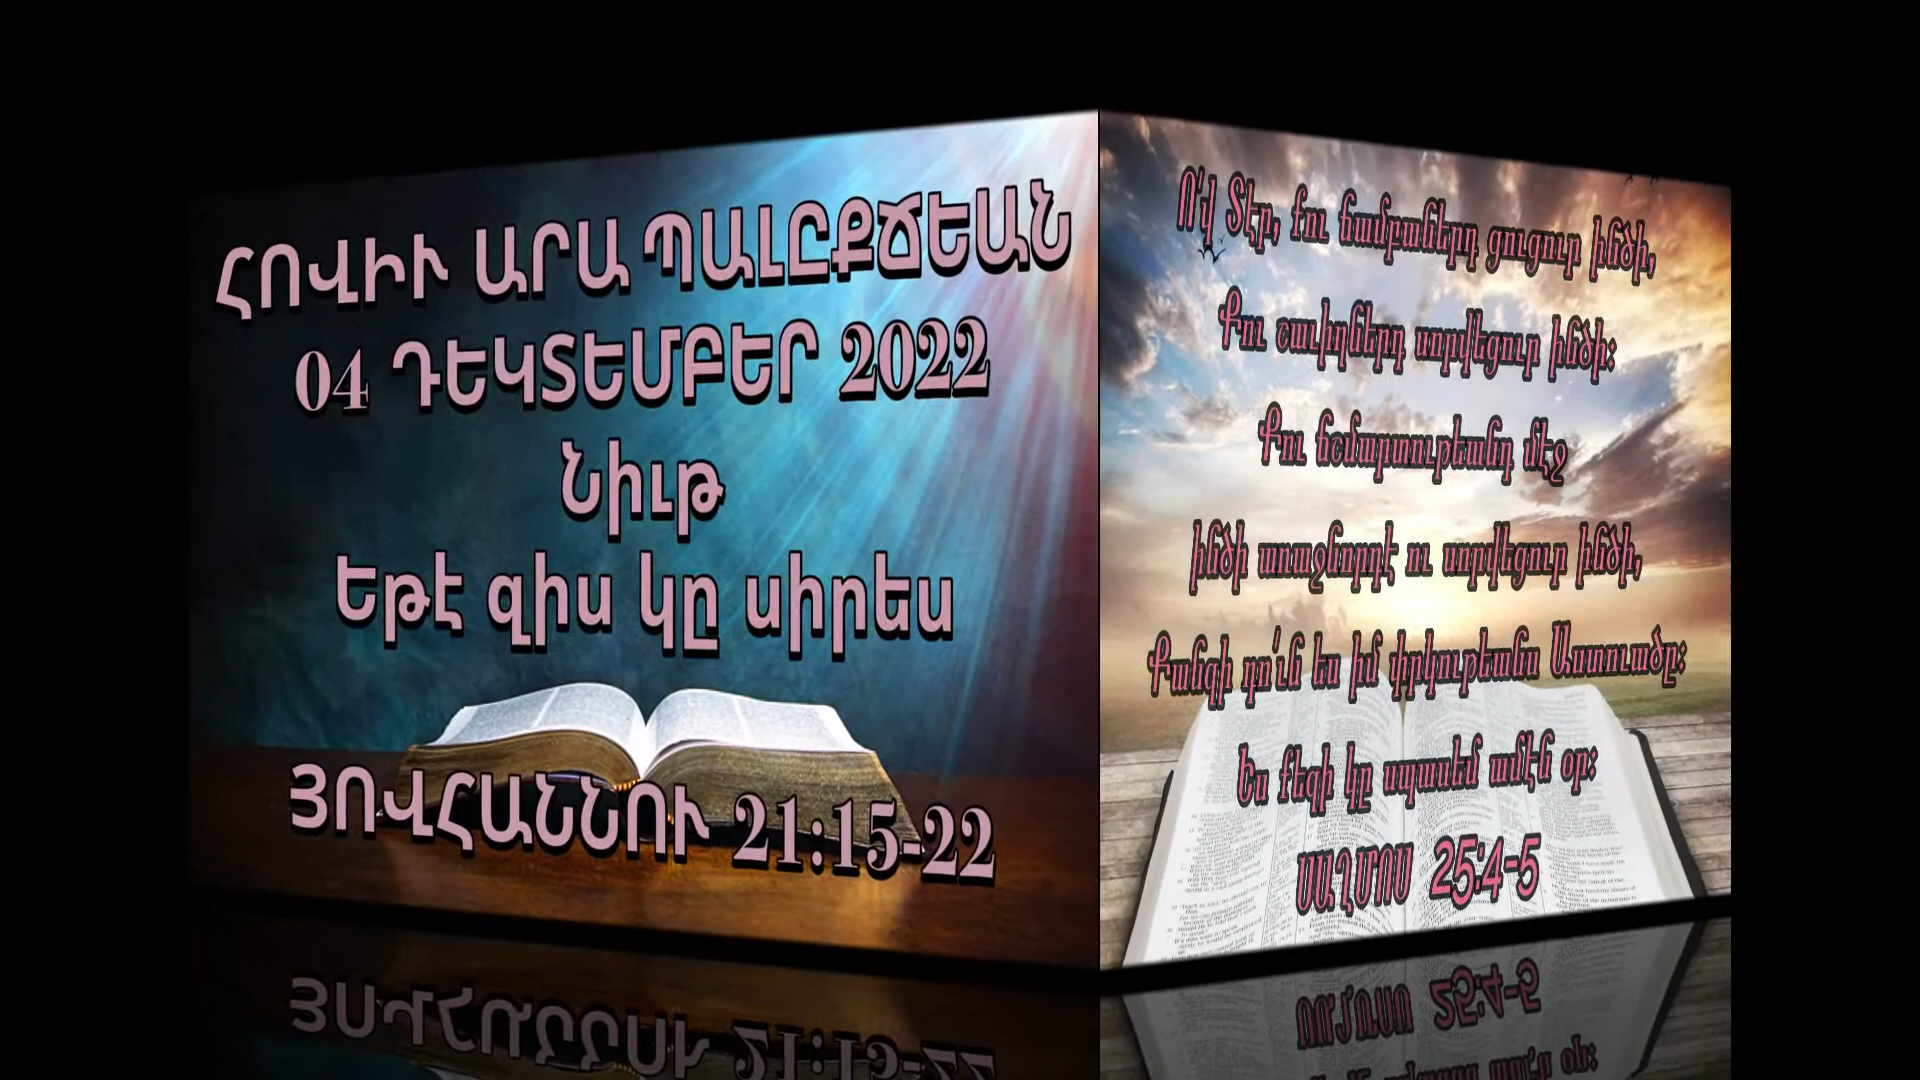 ՀՈՎԻՒ ԱՐԱ ՊԱԼԸՔՃԵԱՆ
04 ԴԵԿՏԵՄԲԵՐ 2022
Նիւթ
Եթէ զիս կը սիրես
ՅՈՎՀԱՆՆՈՒ 21:15-22
Ո՛վ Տէր, քու ճամբաներդ ցուցուր ինծի,
Քու շաւիղներդ սորվեցուր ինծի:
Քու ճշմարտութեանդ մէջ
ինծի առաջնորդէ ու սորվեցուր ինծի,
Քանզի դո՛ւն ես իմ փրկութեանս Աստուածը:
Ես քեզի կը սպասեմ ամէն օր:
ՍԱՂՄՈՍ 25:4-5